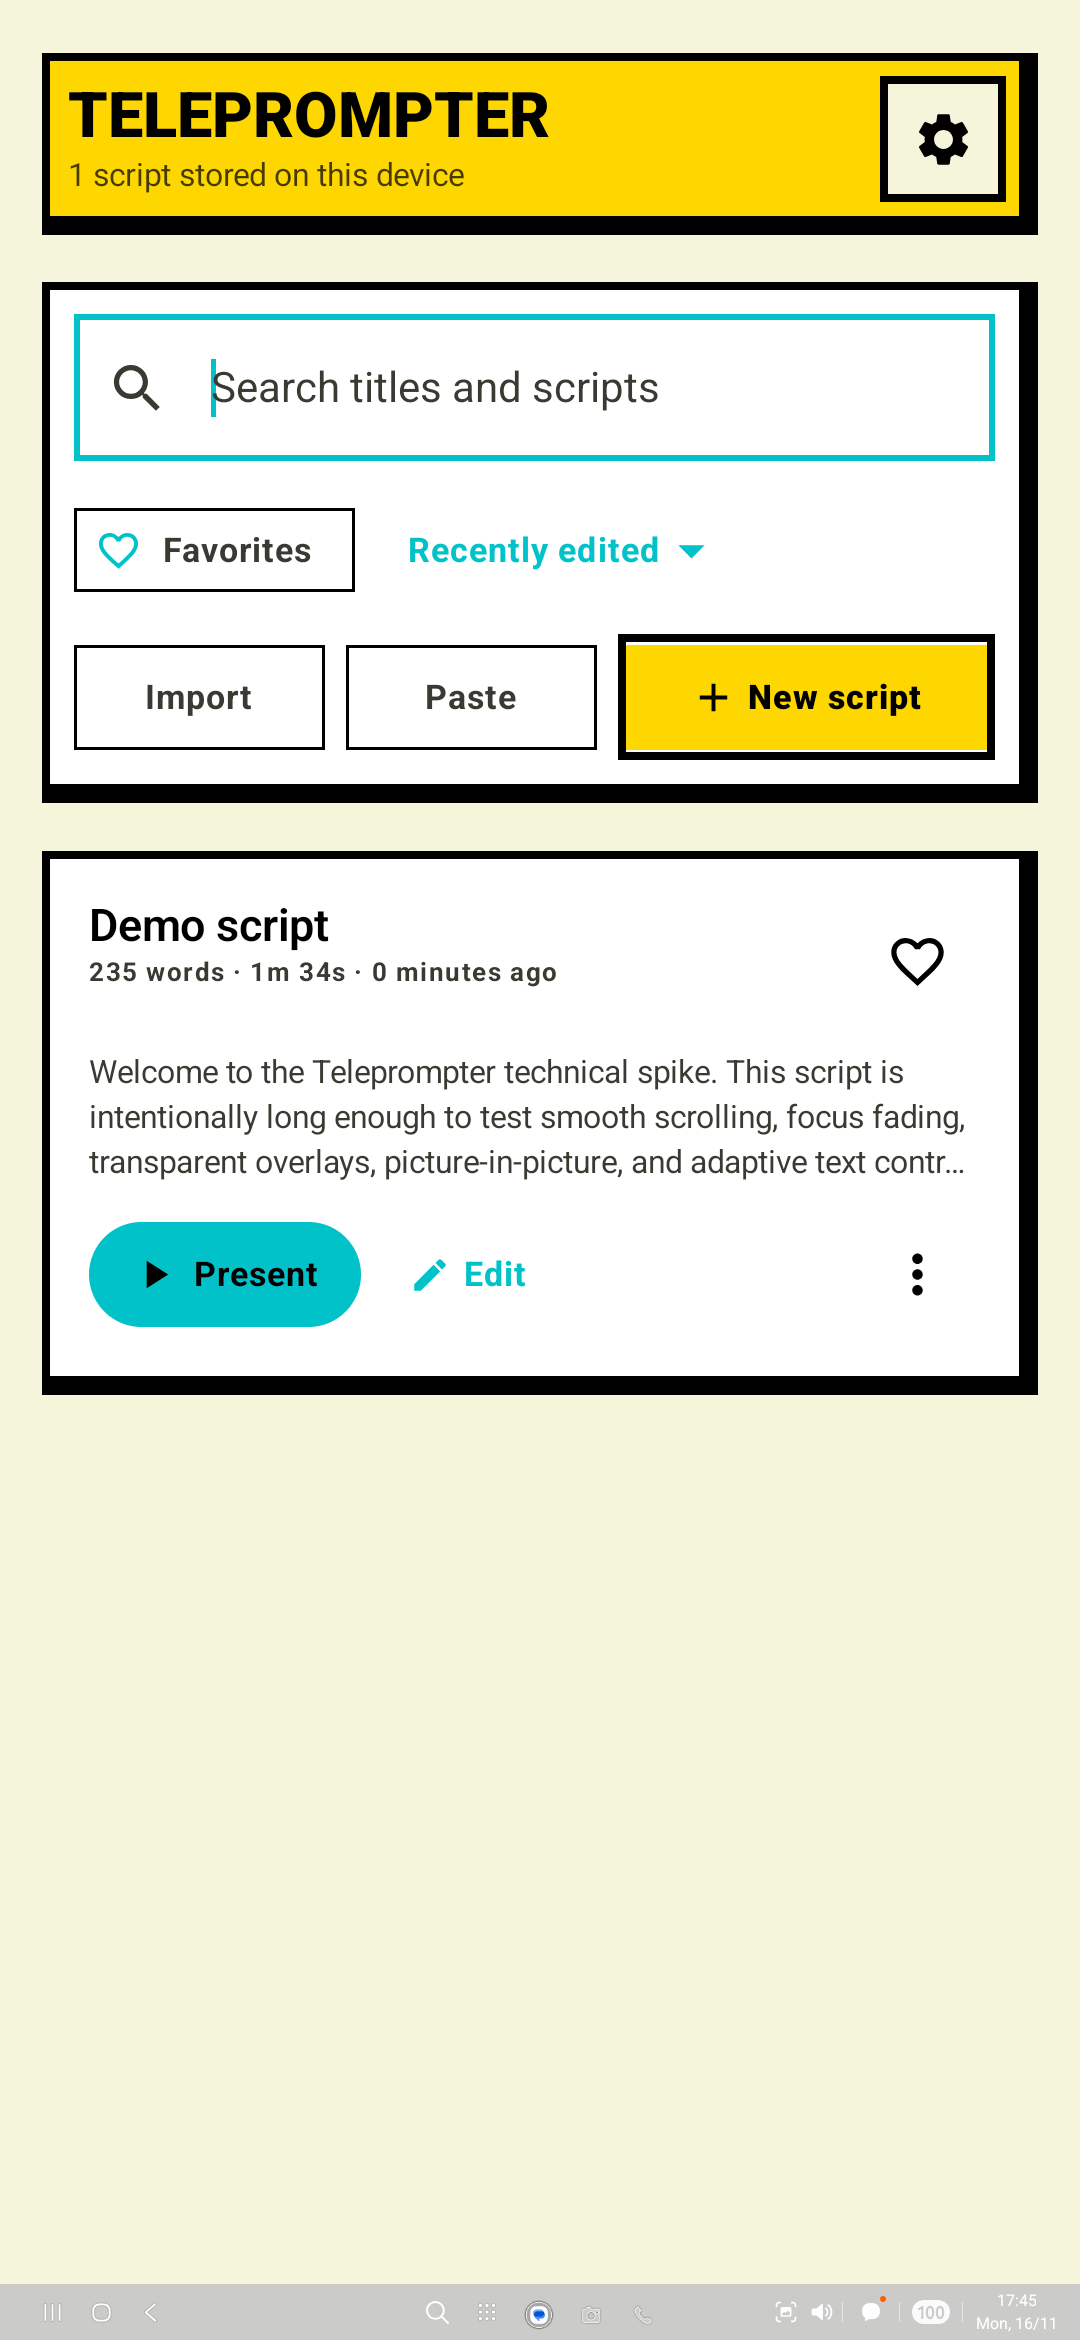 TELEPROMPTER
1 script stored on this device
Search titles and scripts
Favorites
Recently edited
Import
Paste
New script
Demo script
235 words · 1m 34s · 0 minutes ago
Welcome to the Teleprompter technical spike. This script is
intentionally long enough to test smooth scrolling, focus fading,
transparent overlays, picture-in-picture, and adaptive text contr...
Present
Edit
100
17:45
Mon, 16/11